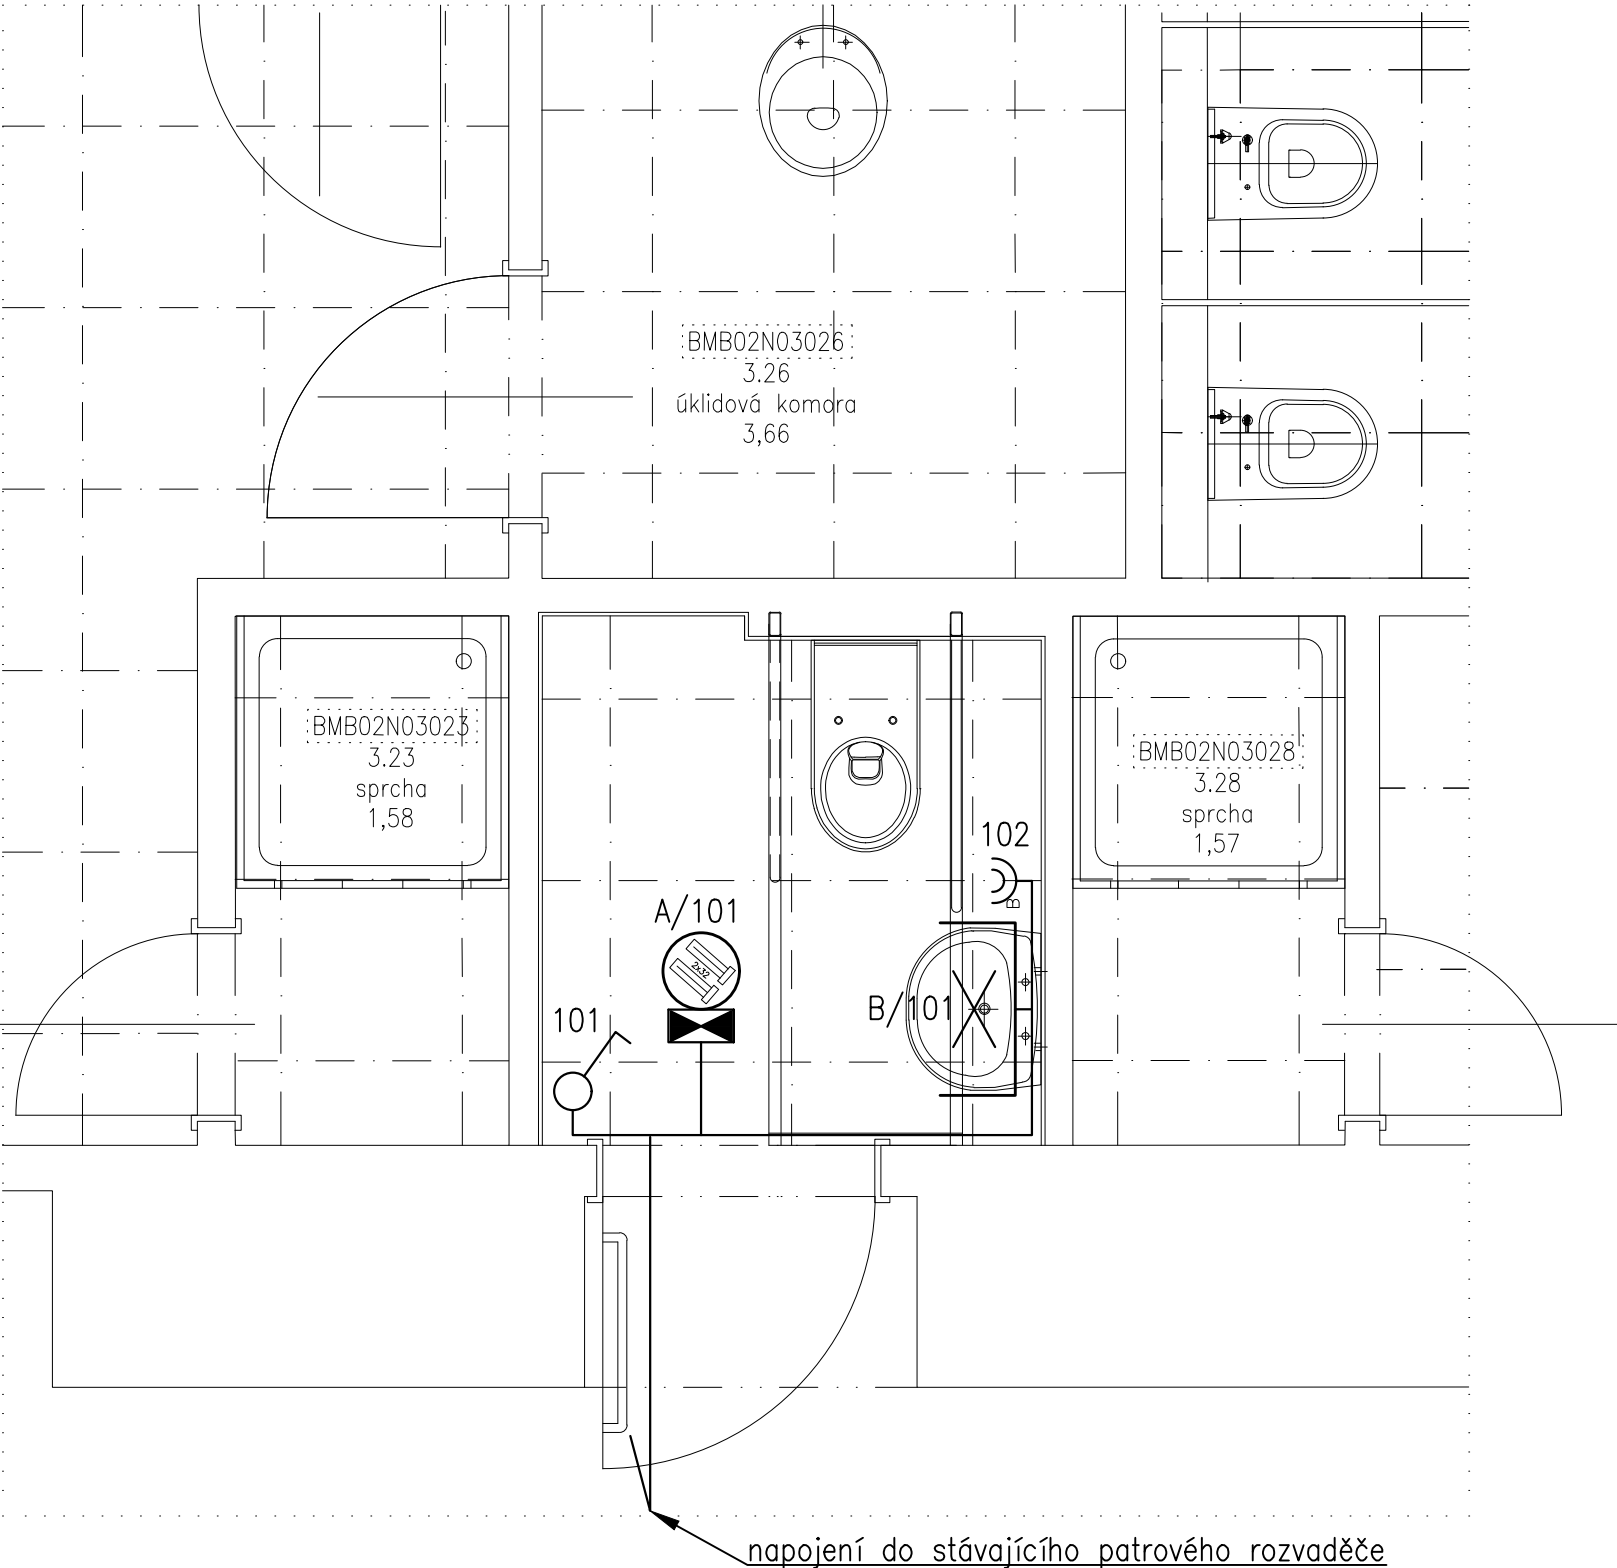 BMB02N03026
3.26
úklidová komora
3,66
BMB02N03023
3.23
sprcha
1,58
BMB02N03028
3.28
sprcha
1,57
102
B
A/101
2x32
B/101
101
napojení do stávajícího patrového rozvaděče